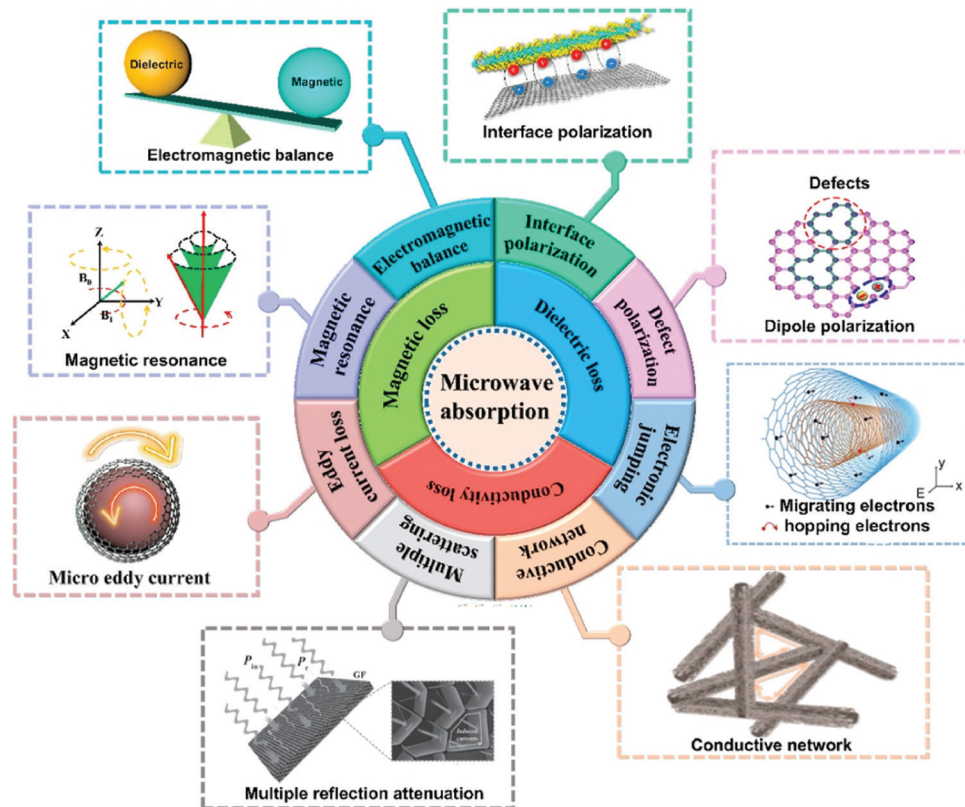 Dielectric
Magnetic
Electromagnetic balance
Interface polarization
Defects
Dipole polarization
Z
B0
Y
B1
X
Magnetic resonance
Electromagnetic
balance
Interface
polarization
Magnetic
resonance
Defect
polarization
Magnetic loss
Dielectric loss
Microwave
absorption
Conductivity loss
Eddy
current loss
Electronic
jumping
Multiple
scattering
Conductive
network
y
E
x
Migrating electrons
hopping electrons
Micro eddy current
Pin
Pr
GF
Induced
currents
Multiple reflection attenuation
Conductive network